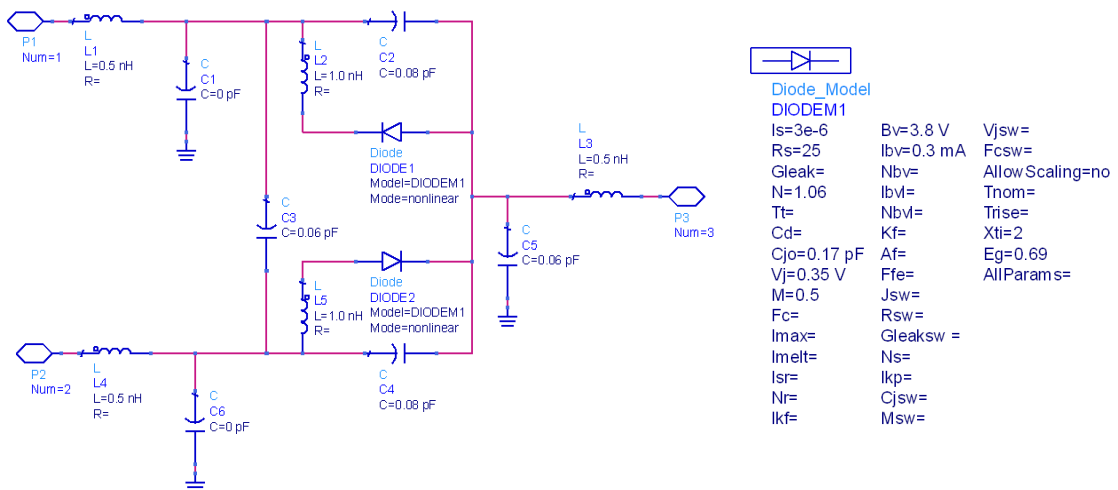 P1
Num=1
L
L1
L=0.5 nH
R=
C
C1
C=0 pF
L
L2
L=1.0 nH
R=
C
C2
C=0.08 pF
Diode
DIODE1
Model=DIODEM1
Mode=nonlinear
C
C3
C=0.06 pF
L
L3
L=0.5 nH
R=
P3
Num=3
C
C5
C=0.06 pF
Diode
DIODE2
Model=DIODEM1
Mode=nonlinear
L
L5
L=1.0 nH
R=
P2
Num=2
L
L4
L=0.5 nH
R=
C
C6
C=0 pF
C
C4
C=0.08 pF
Diode_Model
DIODEM1
Is=3e-6 Bv=3.8 V Vjsw=
Rs=25 Ibv=0.3 mA Fcsw=
Gleak= Nbv= AllowScaling=no
N=1.06 Ibvl= Tnom=
Tt= Nbvl= Trise=
Cd= Kf= Xti=2
Cjo=0.17 pF Af= Eg=0.69
Vj=0.35 V Ffe= AllParams=
M=0.5 Jsw=
Fc= Rsw=
Imax= Gleaksw =
Imelt= Ns=
Isr= Ikp=
Nr= Cjsw=
Ikf= Msw=